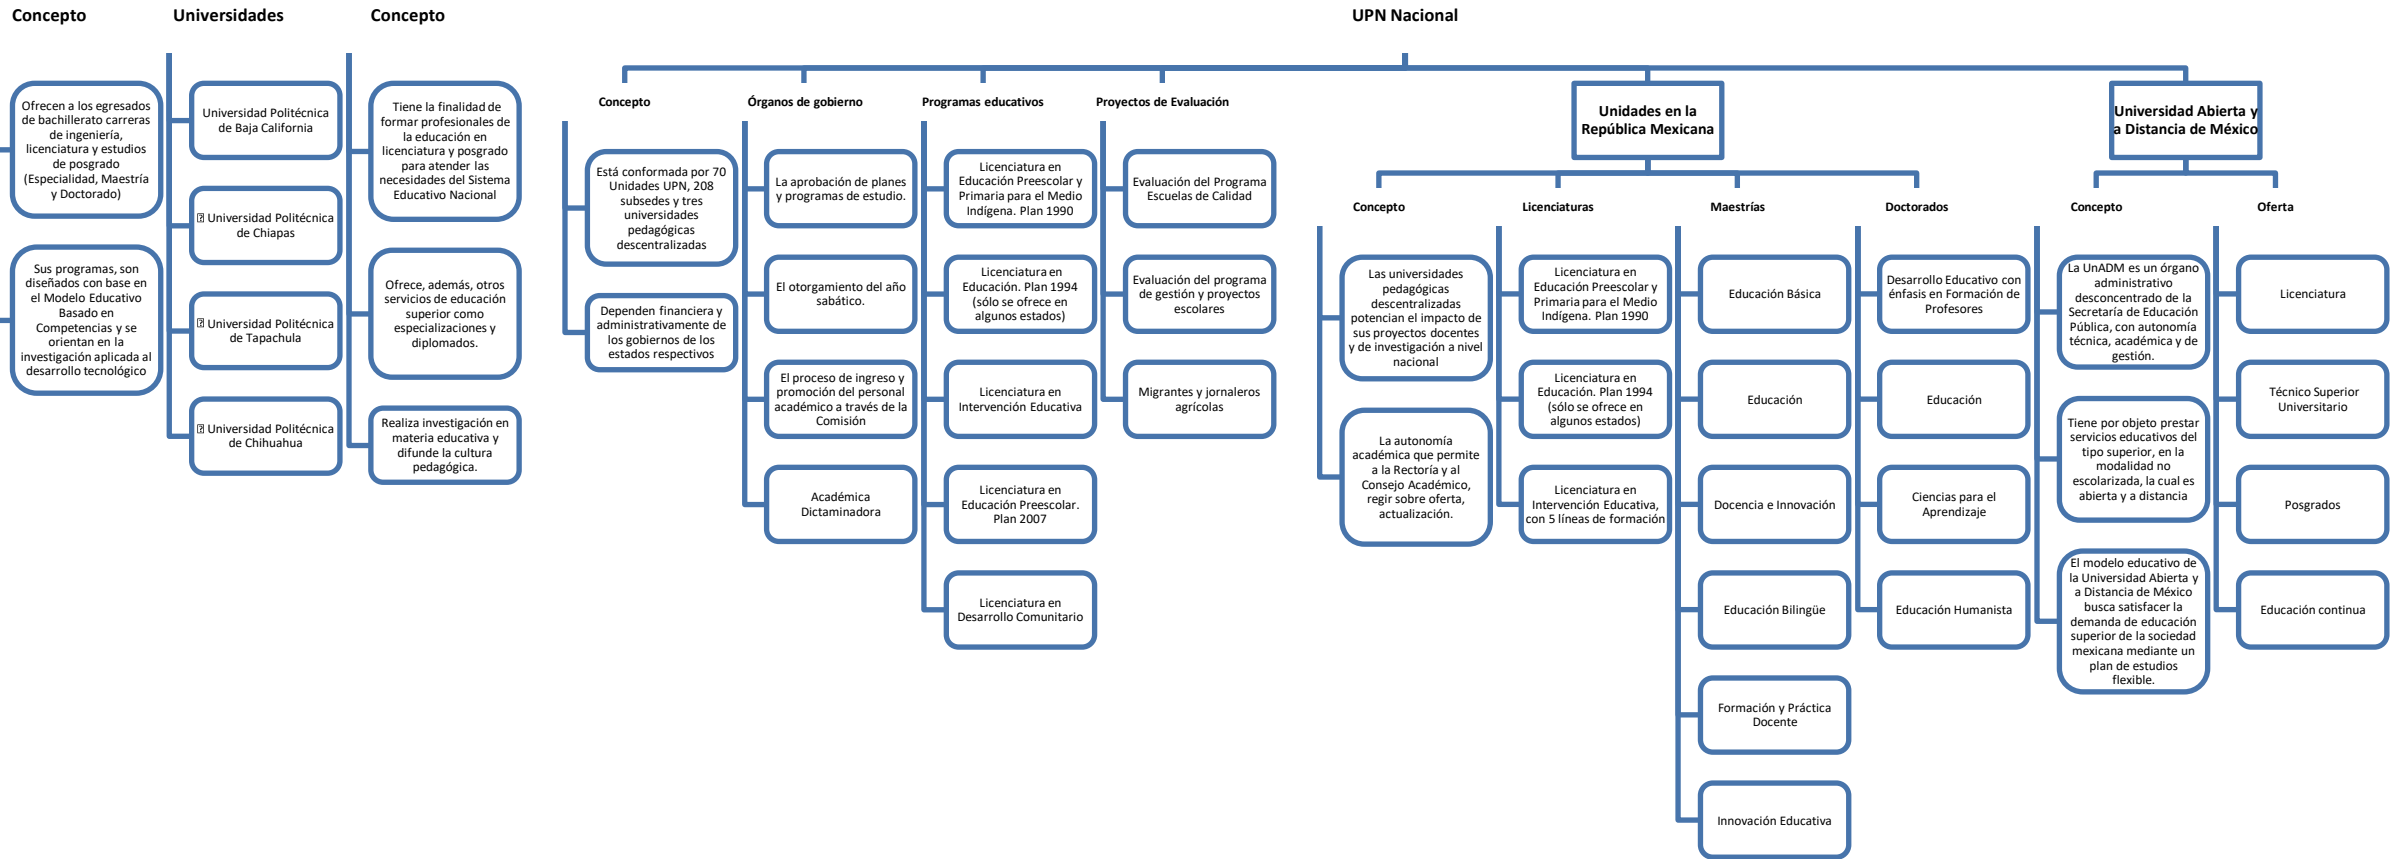 Concepto
Ofrecen a los egresados
de bachillerato carreras
de ingeniería,
licenciatura y estudios
de posgrado
(Especialidad, Maestría
y Doctorado)
Sus programas, son
diseñados con base en
el Modelo Educativo
Basado en
Competencias y se
orientan en la
investigación aplicada al
desarrollo tecnológico
Universidades
Universidad Politécnica
de Baja California
Universidad Politécnica
de Chiapas
Universidad Politécnica
de Tapachula
Universidad Politécnica
de Chihuahua
Concepto
Tiene la finalidad de
formar profesionales de
la educación en
licenciatura y posgrado
para atender las
necesidades del Sistema
Educativo Nacional
Ofrece, además, otros
servicios de educación
superior como
especializaciones y
diplomados.
Realiza investigación en
materia educativa y
difunde la cultura
pedagógica.
UPN Nacional
Concepto
Está conformada por 70
Unidades UPN, 208
subsedes y tres
universidades
pedagógicas
descentralizadas
Dependen financiera y
administrativamente de
los gobiernos de los
estados respectivos
Órganos de gobierno
La aprobación de planes
y programas de estudio.
El otorgamiento del año
sabático.
El proceso de ingreso y
promoción del personal
académico a través de la
Comisión
Académica
Dictaminadora
Programas educativos
Licenciatura en
Educación Preescolar y
Primaria para el Medio
Indígena. Plan 1990
Licenciatura en
Educación. Plan 1994
(sólo se ofrece en
algunos estados)
Licenciatura en
Intervención Educativa
Licenciatura en
Educación Preescolar.
Plan 2007
Licenciatura en
Desarrollo Comunitario
Proyectos de Evaluación
Evaluación del Programa
Escuelas de Calidad
Evaluación del programa
de gestión y proyectos
escolares
Migrantes y jornaleros
agrícolas
Unidades en la
República Mexicana
Concepto
Las universidades
pedagógicas
descentralizadas
potencian el impacto de
sus proyectos docentes
y de investigación a nivel
nacional
La autonomía
académica que permite
a la Rectoría y al
Consejo Académico,
regir sobre oferta,
actualización.
Licenciaturas
Licenciatura en
Educación Preescolar y
Primaria para el Medio
Indígena. Plan 1990
Licenciatura en
Educación. Plan 1994
(sólo se ofrece en
algunos estados)
Licenciatura en
Intervención Educativa,
con 5 líneas de formación
Maestrías
Educación Básica
Educación
Docencia e Innovación
Educación Bilingüe
Formación y Práctica
Docente
Innovación Educativa
Doctorados
Desarrollo Educativo con
énfasis en Formación de
Profesores
Educación
Ciencias para el
Aprendizaje
Educación Humanista
Universidad Abierta y
a Distancia de México
Concepto
La UnADM es un órgano
administrativo
desconcentrado de la
Secretaría de Educación
Pública, con autonomía
técnica, académica y de
gestión.
Tiene por objeto prestar
servicios educativos del
tipo superior, en la
modalidad no
escolarizada, la cual es
abierta y a distancia
El modelo educativo de
la Universidad Abierta y
a Distancia de México
busca satisfacer la
demanda de educación
superior de la sociedad
mexicana mediante un
plan de estudios
flexible.
Oferta
Licenciatura
Técnico Superior
Universitario
Posgrados
Educación continua